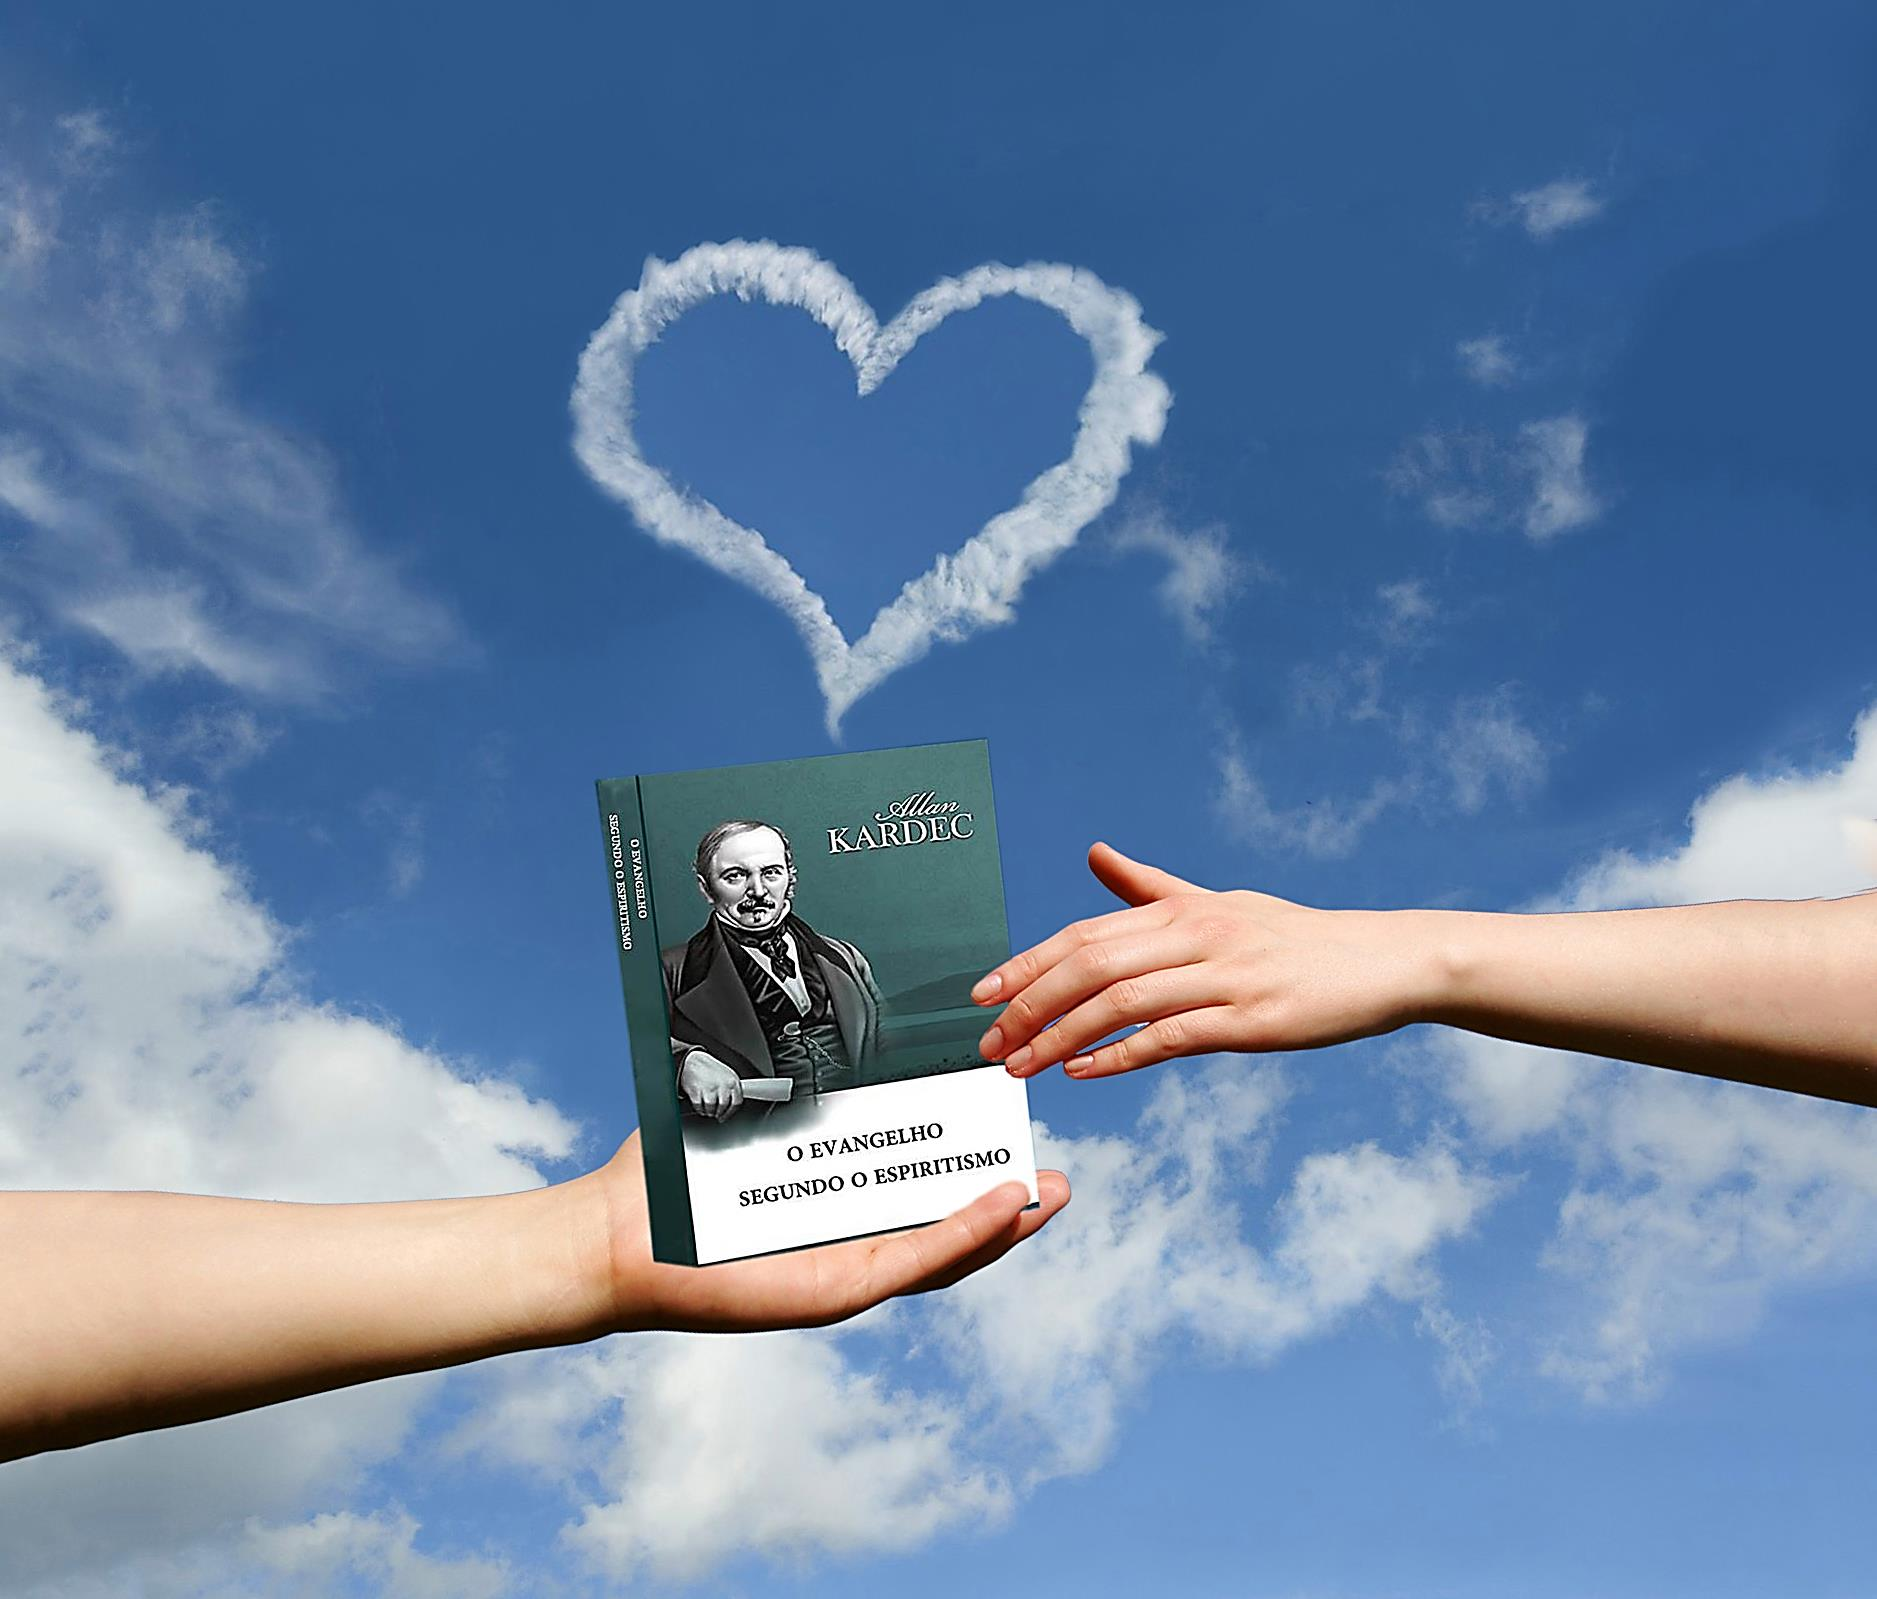 Allan
KARDEC
O EVANGELHO
SEGUNDO O ESPIRITISMO
O EVANGELHO
SEGUNDO O ESPIRITISMO